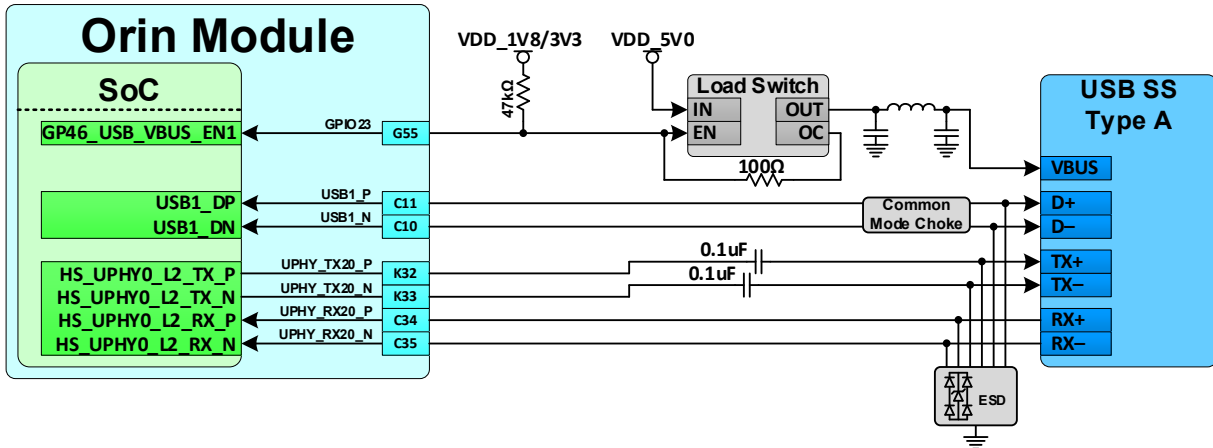 Orin Module
SoC
GP46_USB_VBUS_EN1
GPIO23
G55
USB1_DP
USB1_P
C11
USB1_DN
USB1_N
C10
HS_UPHY0_L2_TX_P
UPHY_TX20_P
K32
HS_UPHY0_L2_TX_N
UPHY_TX20_N
K33
HS_UPHY0_L2_RX_P
UPHY_RX20_P
C34
HS_UPHY0_L2_RX_N
UPHY_RX20_N
C35
VDD_1V8/3V3
47kΩ
VDD_5V0
Load Switch
IN
OUT
EN
OC
100Ω
Common
Mode Choke
0.1uF
0.1uF
ESD
USB SS
Type A
VBUS
D+
D–
TX+
TX–
RX+
RX–